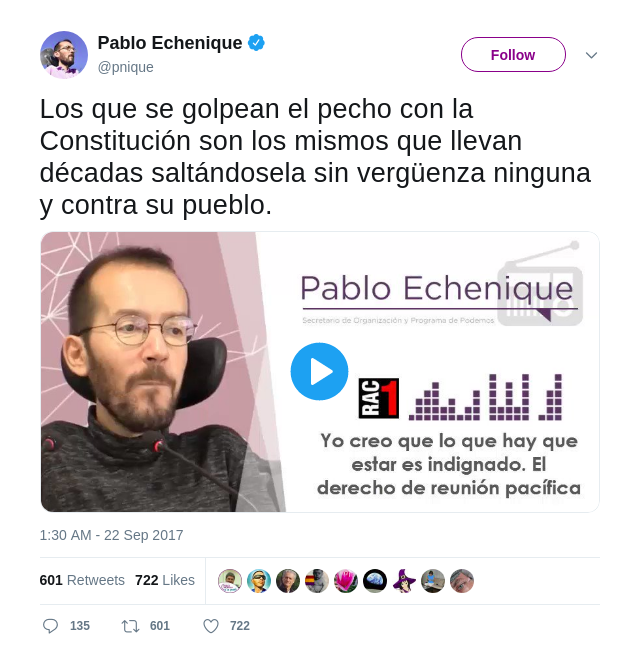 Pablo Echenique
@pnique
Follow
Los que se golpean el pecho con la
Constitución son los mismos que llevan
décadas saltándosela sin vergüenza ninguna
y contra su pueblo.
Pablo Echenique
Secretario de Organización y Programa de Podemos
RAC1
Yo creo que lo que hay que
estar es indignado. El
derecho de reunión pacífica
1:30 AM - 22 Sep 2017
601 Retweets 722 Likes
135 601 722